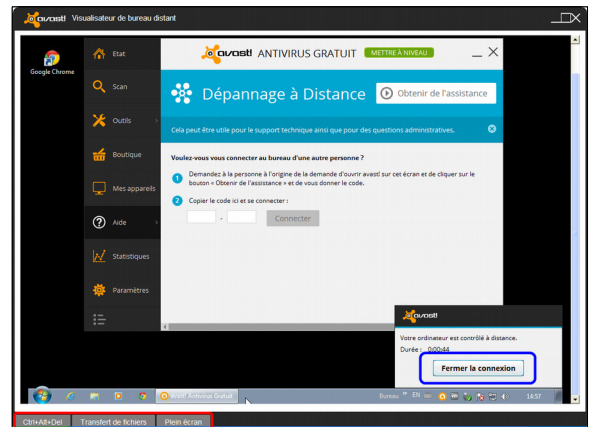 avast! Visualisateur de bureau distant
Google Chrome
Etat
Scan
Outils
Boutique
Mes appareils
Aide
Statistiques
Paramètres
avast! ANTIVIRUS GRATUIT METTRE À NIVEAU
Dépannage à Distance
Obtenir de l'assistance
Cela peut être utile pour le support technique ainsi que pour des questions administratives.
Voulez-vous vous connecter au bureau d'une autre personne ?
1 Demandez à la personne à l'origine de la demande d'ouvrir avast! sur cet écran et de cliquer sur le
bouton « Obtenir de l'assistance » et de vous donner le code.
2 Copier le code ici et se connecter :
- Connecter
avast!
Votre ordinateur est contrôlé à distance.
Durée : 0:00:44
Fermer la connexion
Avast! Antivirus Gratuit
Bureau » EN 14:57
Ctrl+Alt+Del Transfert de fichiers Plein écran